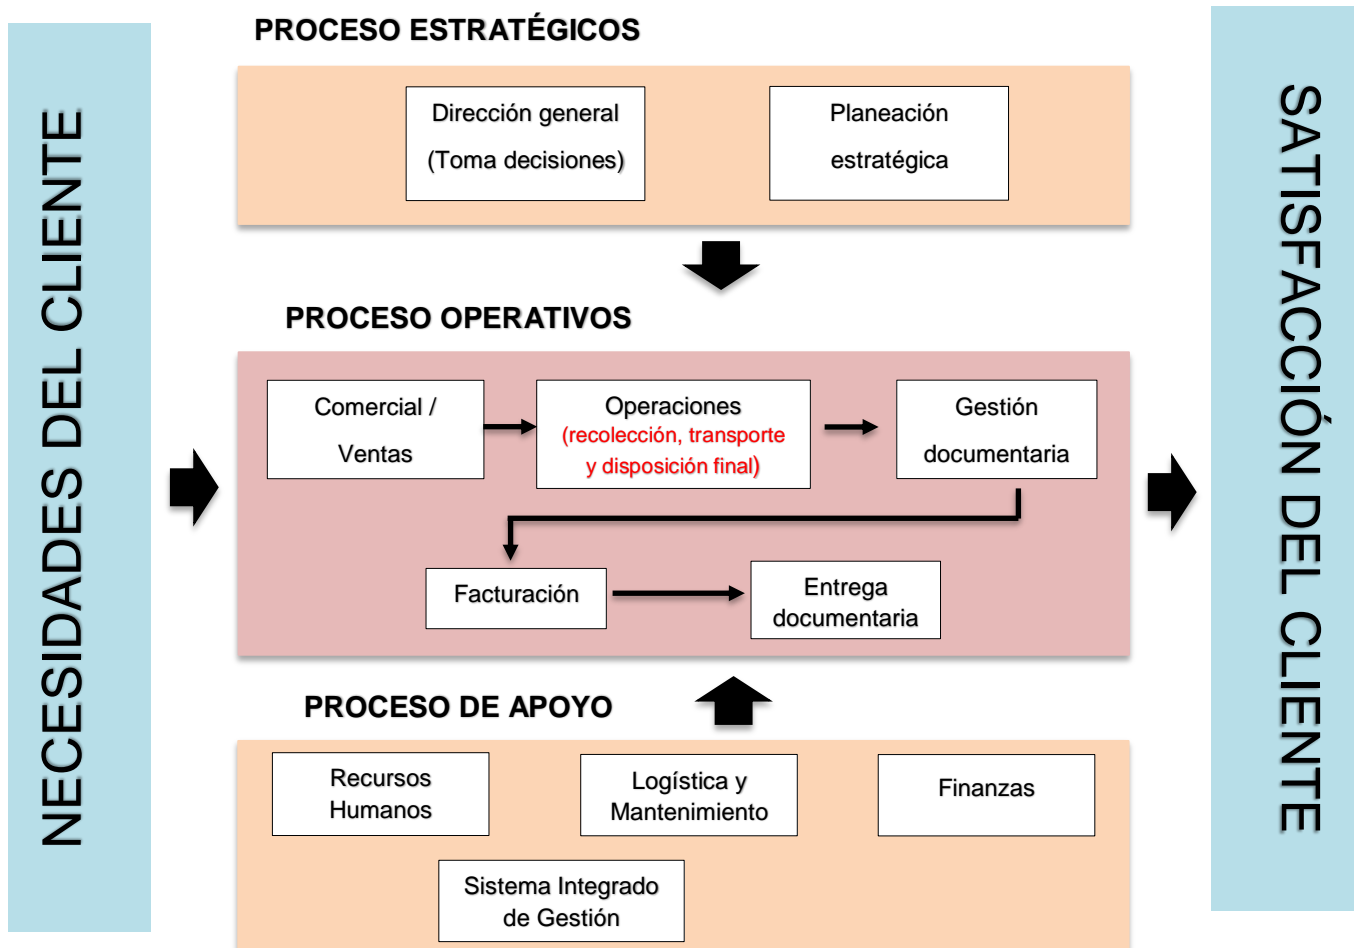 PROCESO ESTRATÉGICOS
NECESIDADES DEL CLIENTE
Dirección general
(Toma decisiones)
Planeación
estratégica
SATISFACCIÓN DEL CLIENTE
PROCESO OPERATIVOS
Comercial /
Ventas
Operaciones
(recolección, transporte
y disposición final)
Gestión
documentaria
Facturación
Entrega
documentaria
PROCESO DE APOYO
Recursos
Humanos
Logística y
Mantenimiento
Finanzas
Sistema Integrado
de Gestión